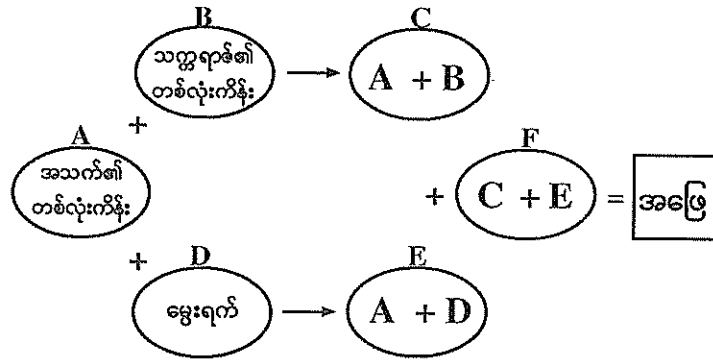 B
သက္ကရာဇ်၏
တစ်လုံးကိန်း
C
A + B
+
A
အသက်၏
တစ်လုံးကိန်း
F
+
C + E
=
အဖြေ
+
D
မွေးရက်
E
A + D